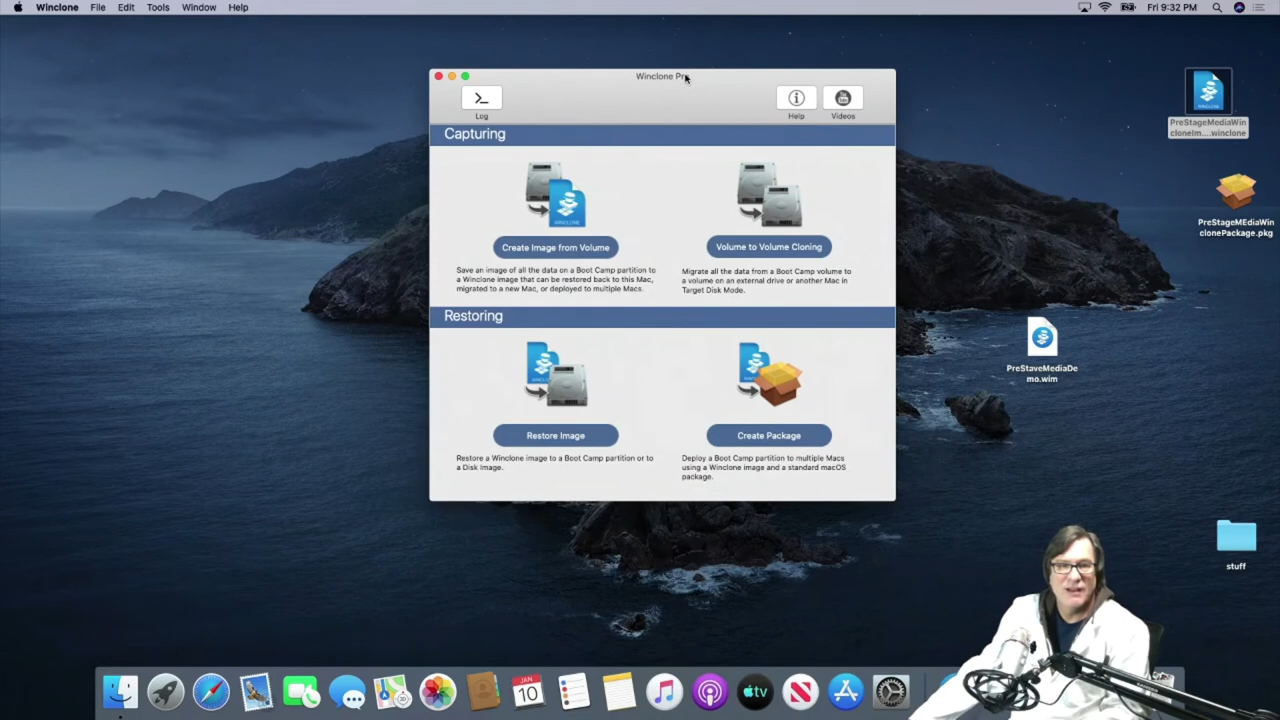 Winclone File Edit Tools Window Help
Fri 9:32 PM
Winclone Pro
Log
Help
Videos
Capturing
WINCLONE
Create Image from Volume
Volume to Volume Cloning
Save an image of all the data on a Boot Camp partition to
a Winclone image that can be restored back to this Mac,
migrated to a new Mac, or deployed to multiple Macs.
Migrate all the data from a Boot Camp volume to
a volume on an external drive or another Mac in
Target Disk Mode.
Restoring
Restore Image
Create Package
Restore a Winclone image to a Boot Camp partition or to
a Disk Image.
Deploy a Boot Camp partition to multiple Macs
using a Winclone image and a standard macOS
package.
WINCLONE
PreStageMediaWin
cloneIm....winclone
PreStageMEdiaWin
clonePackage.pkg
PreStaveMediaDe
mo.wim
stuff
JAN
10
tv